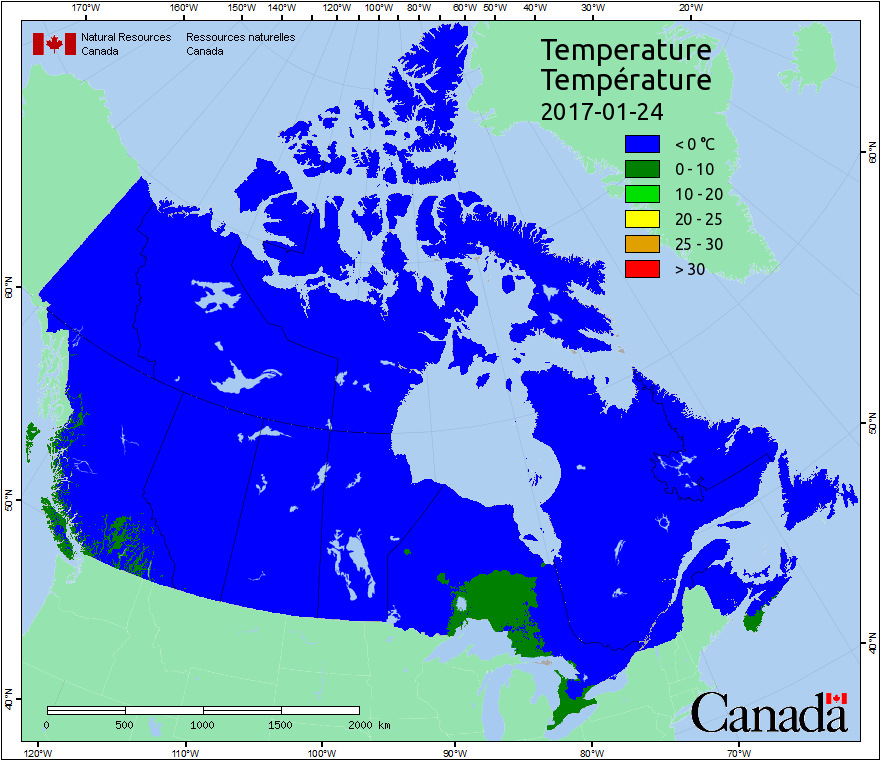 170°W 160°W 150°W 140°W 130°W 120°W 110°W 100°W 90°W 80°W 60°W 50°W 40°W 30°W 20°W
Natural Resources Ressources naturelles
Canada Canada
Temperature
Température
2017-01-24
< 0 °C
0 - 10
10 - 20
20 - 25
25 - 30
> 30
60°N 60°N
50°N 50°N
40°N 40°N
0 500 1000 1500 2000 km
Canada
120°W 110°W 100°W 90°W 80°W 70°W